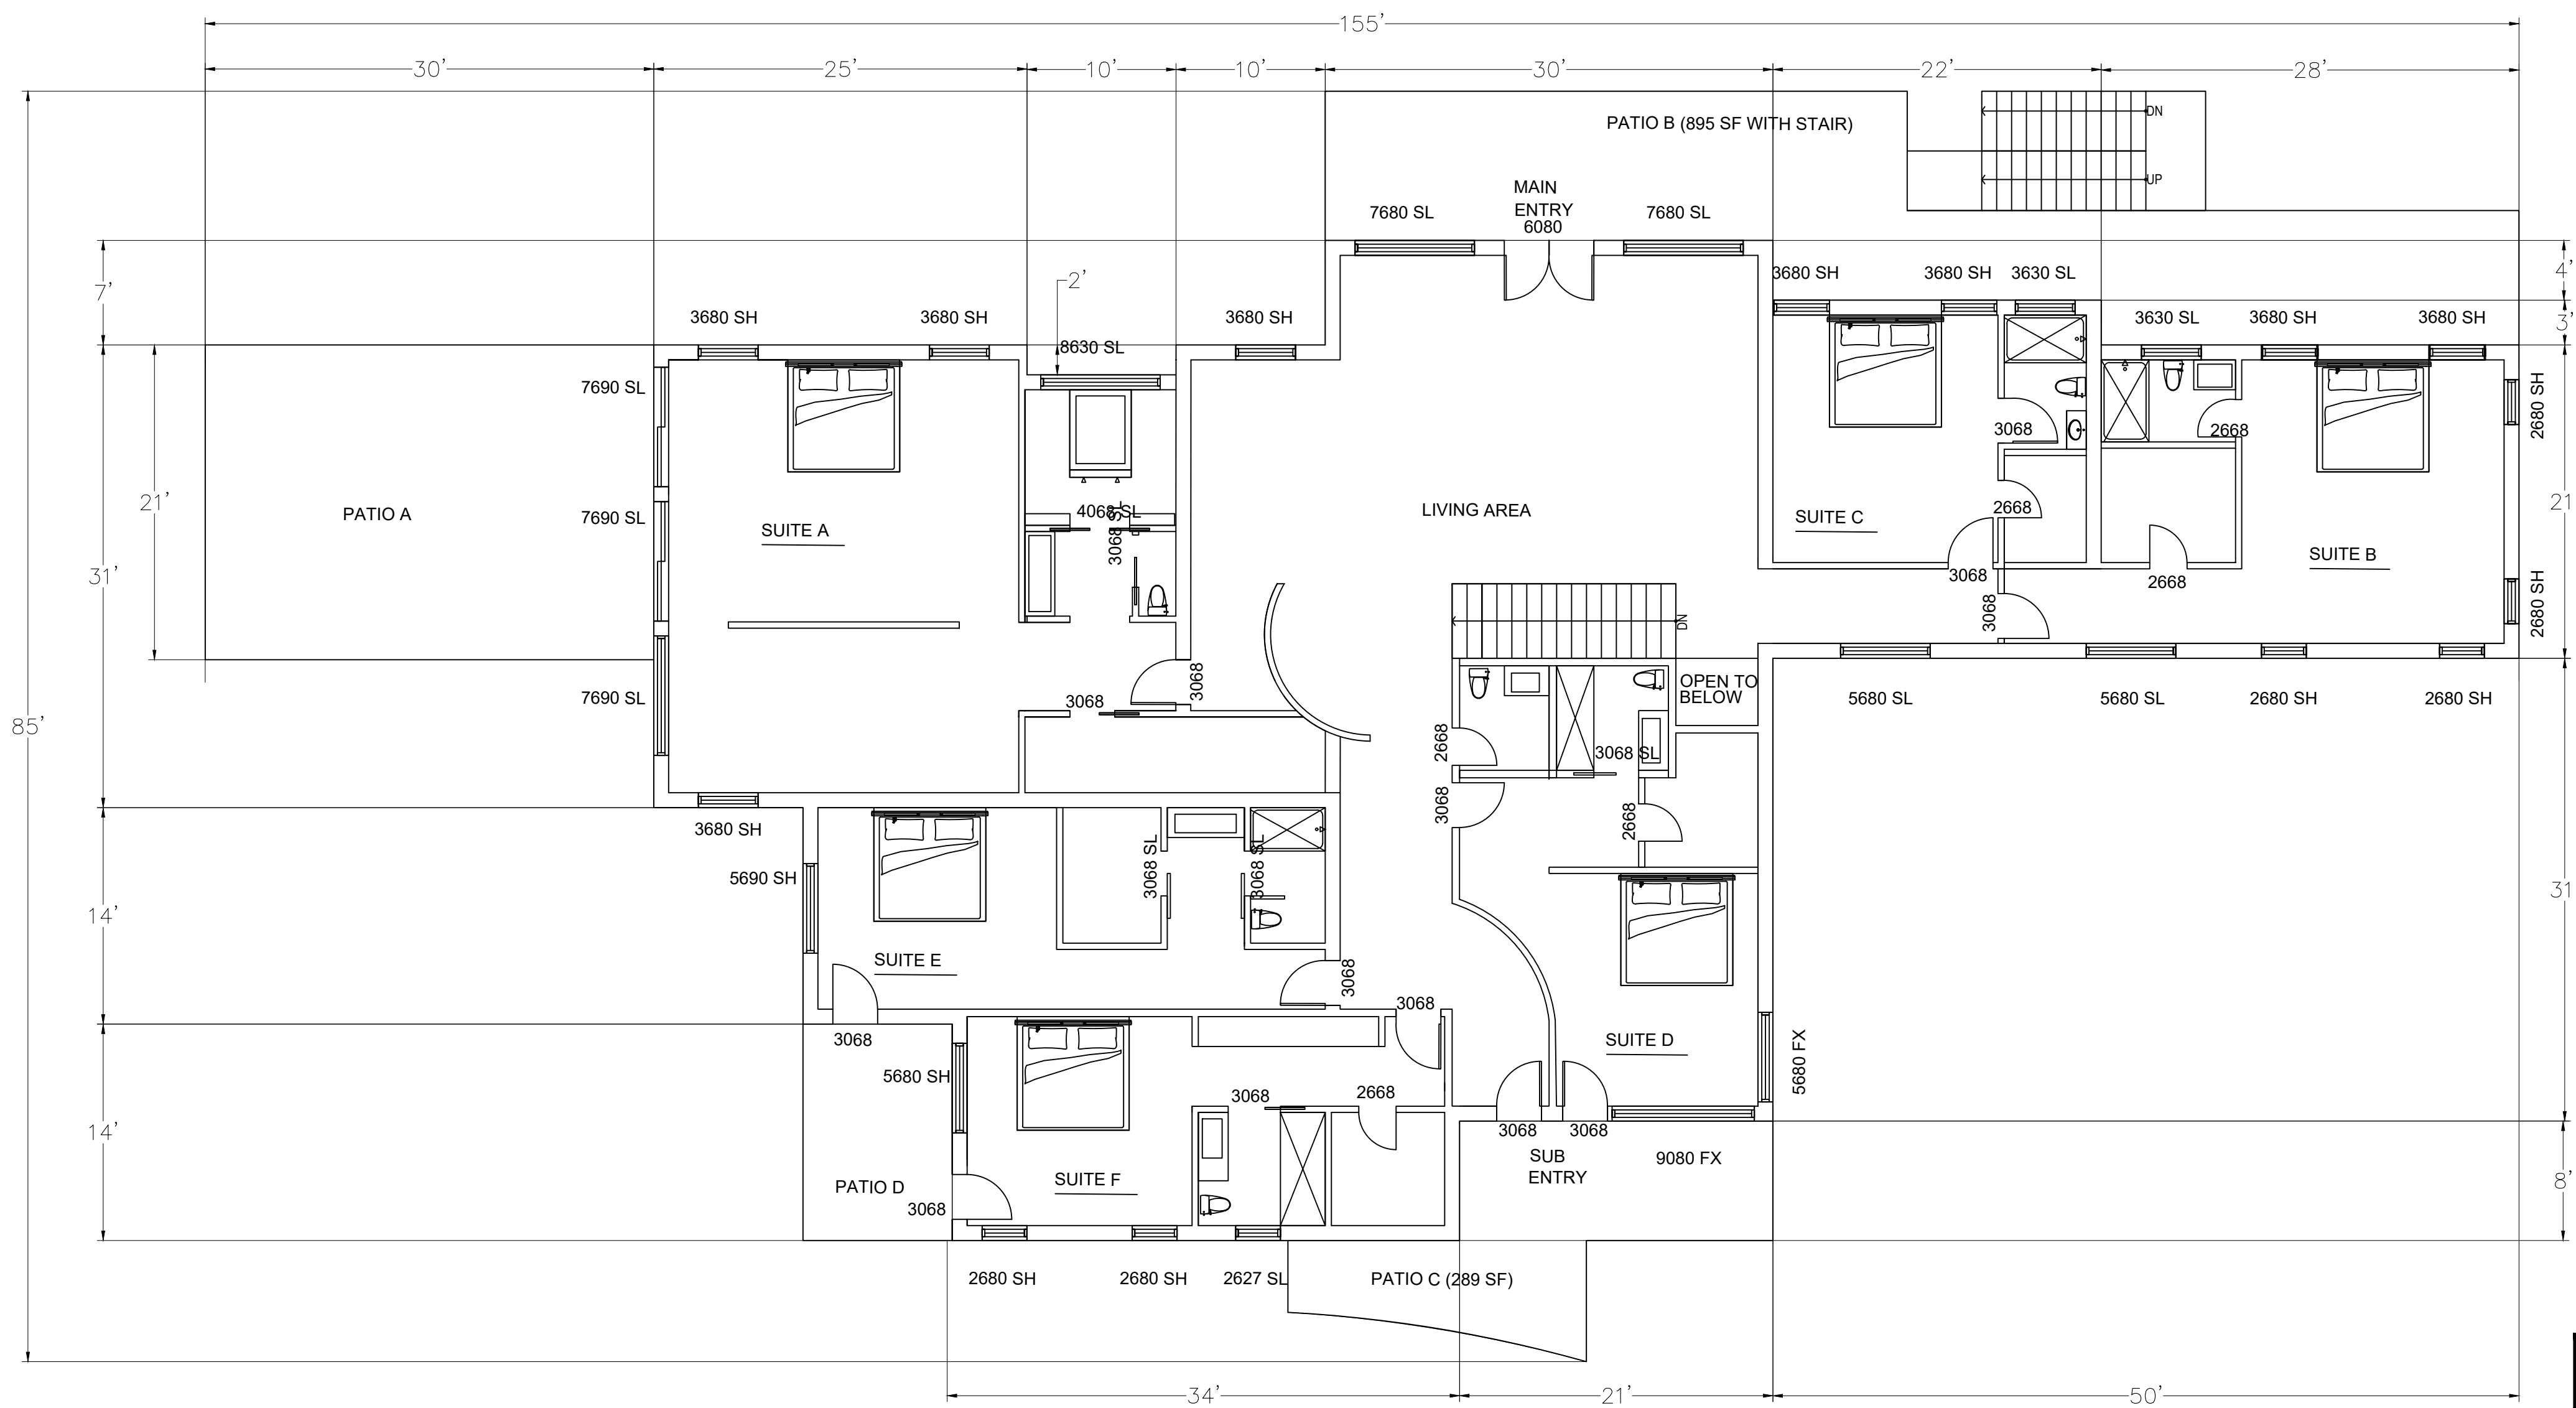 155'
30'
25'
10'
10'
30'
22'
28'
PATIO B (895 SF WITH STAIR)
DN
UP
MAIN
ENTRY
6080
7680 SL
7680 SL
7'
2'
3680 SH
3680 SH
3630 SL
4'
3680 SH
3680 SH
3680 SH
3630 SL
3680 SH
3680 SH
3'
8630 SL
7690 SL
2680 SH
3068
2668
21'
PATIO A
7690 SL
SUITE A
4068 SL
3068 SL
LIVING AREA
SUITE C
2668
21
SUITE B
31'
3068
2668
3068
2680 SH
DN
7690 SL
3068
3068
OPEN TO
BELOW
5680 SL
5680 SL
2680 SH
2680 SH
85'
2668
3068 SL
3680 SH
3068
2668
5690 SH
3068 SL
3068 SL
14'
31
SUITE E
3068
3068
3068
SUITE D
5680 FX
5680 SH
3068
2668
14'
3068
3068
SUB
ENTRY
9080 FX
8'
PATIO D
3068
SUITE F
2680 SH
2680 SH
2627 SL
PATIO C (289 SF)
34'
21'
50'